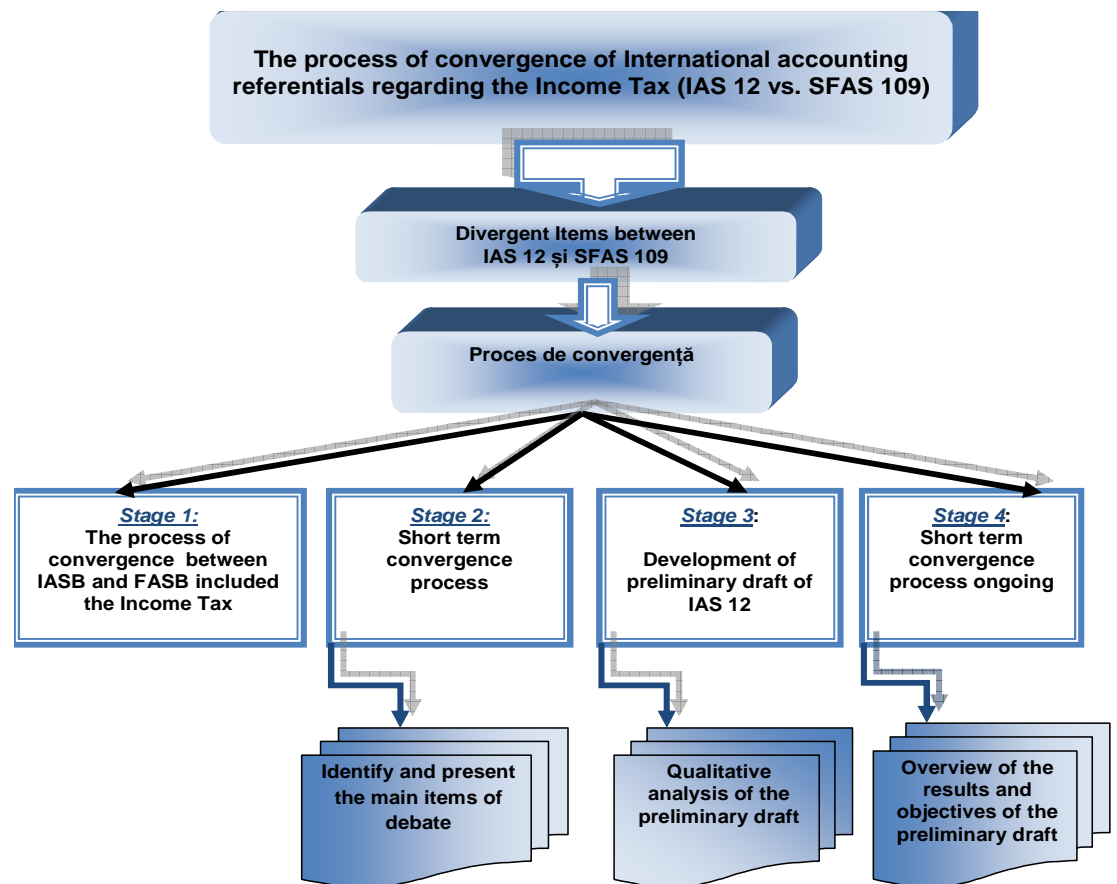 The process of convergence of International accounting
referentials regarding the Income Tax (IAS 12 vs. SFAS 109)
Divergent Items between
IAS 12 și SFAS 109
Proces de convergență
Stage 1:
The process of
convergence between
IASB and FASB included
the Income Tax
Stage 2:
Short term
convergence
process
Stage 3:
Development of
preliminary draft of
IAS 12
Stage 4:
Short term
convergence
process ongoing
Identify and present
the main items of
debate
Qualitative
analysis of the
preliminary draft
Overview of the
results and
objectives of the
preliminary draft